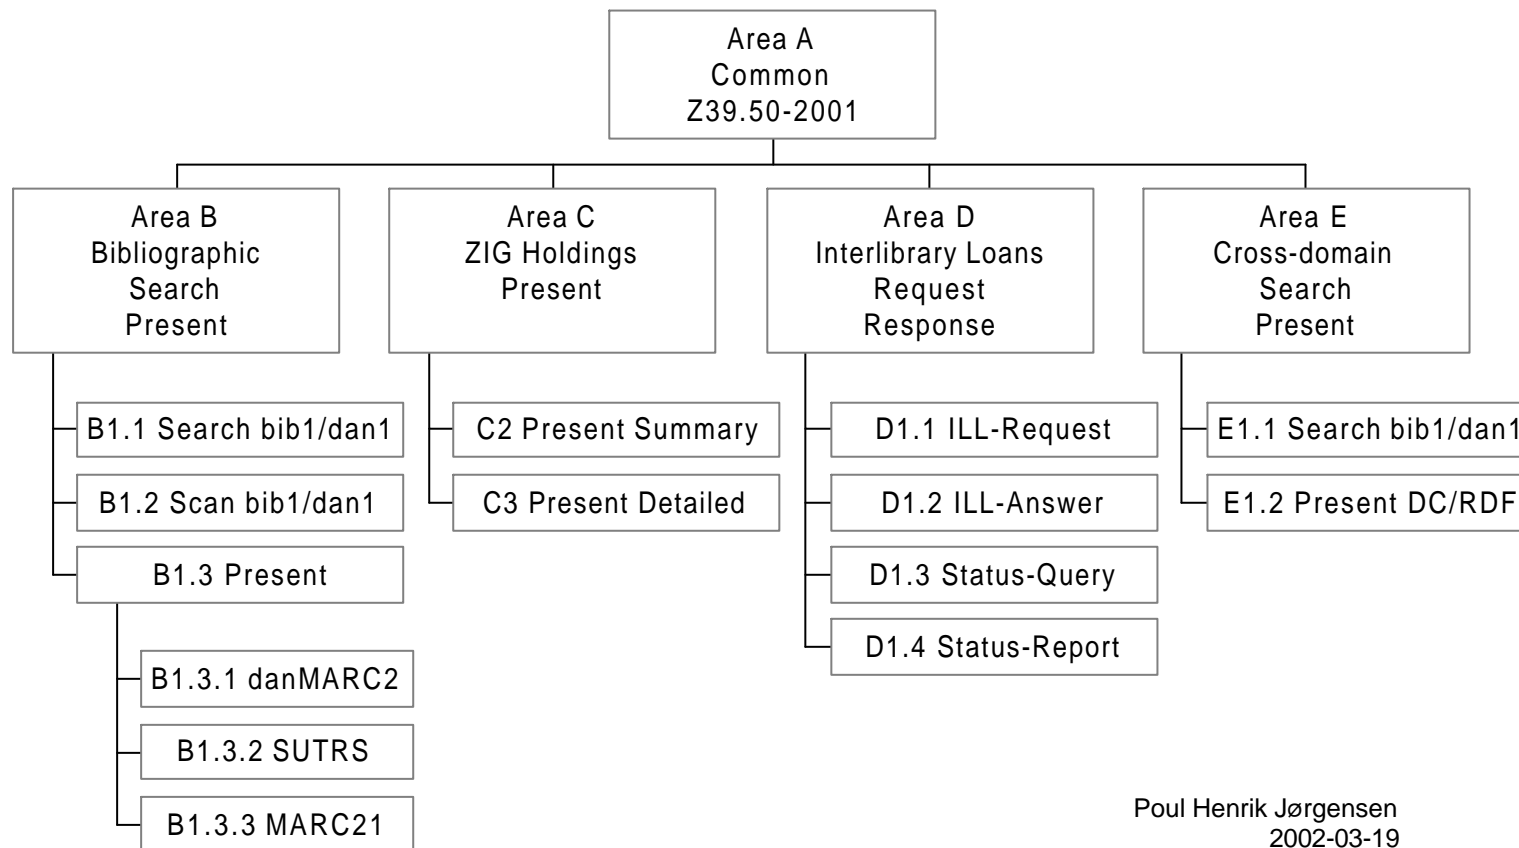 Area A
Common
Z39.50-2001
Area B
Bibliographic
Search
Present
Area C
ZIG Holdings
Present
Area D
Interlibrary Loans
Request
Response
Area E
Cross-domain
Search
Present
B1.1 Search bib1/dan1
B1.2 Scan bib1/dan1
B1.3 Present
B1.3.1 danMARC2
B1.3.2 SUTRS
B1.3.3 MARC21
C2 Present Summary
C3 Present Detailed
D1.1 ILL-Request
D1.2 ILL-Answer
D1.3 Status-Query
D1.4 Status-Report
E1.1 Search bib1/dan1
E1.2 Present DC/RDF
Poul Henrik Jørgensen
2002-03-19